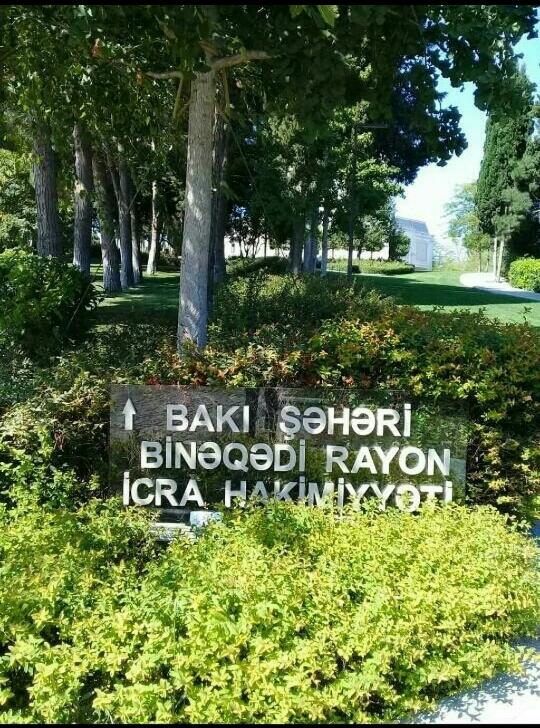 ↑ BAKI ŞƏHƏRİ
BİNƏQƏDİ RAYON
İCRA HAKİMİYYƏTİ